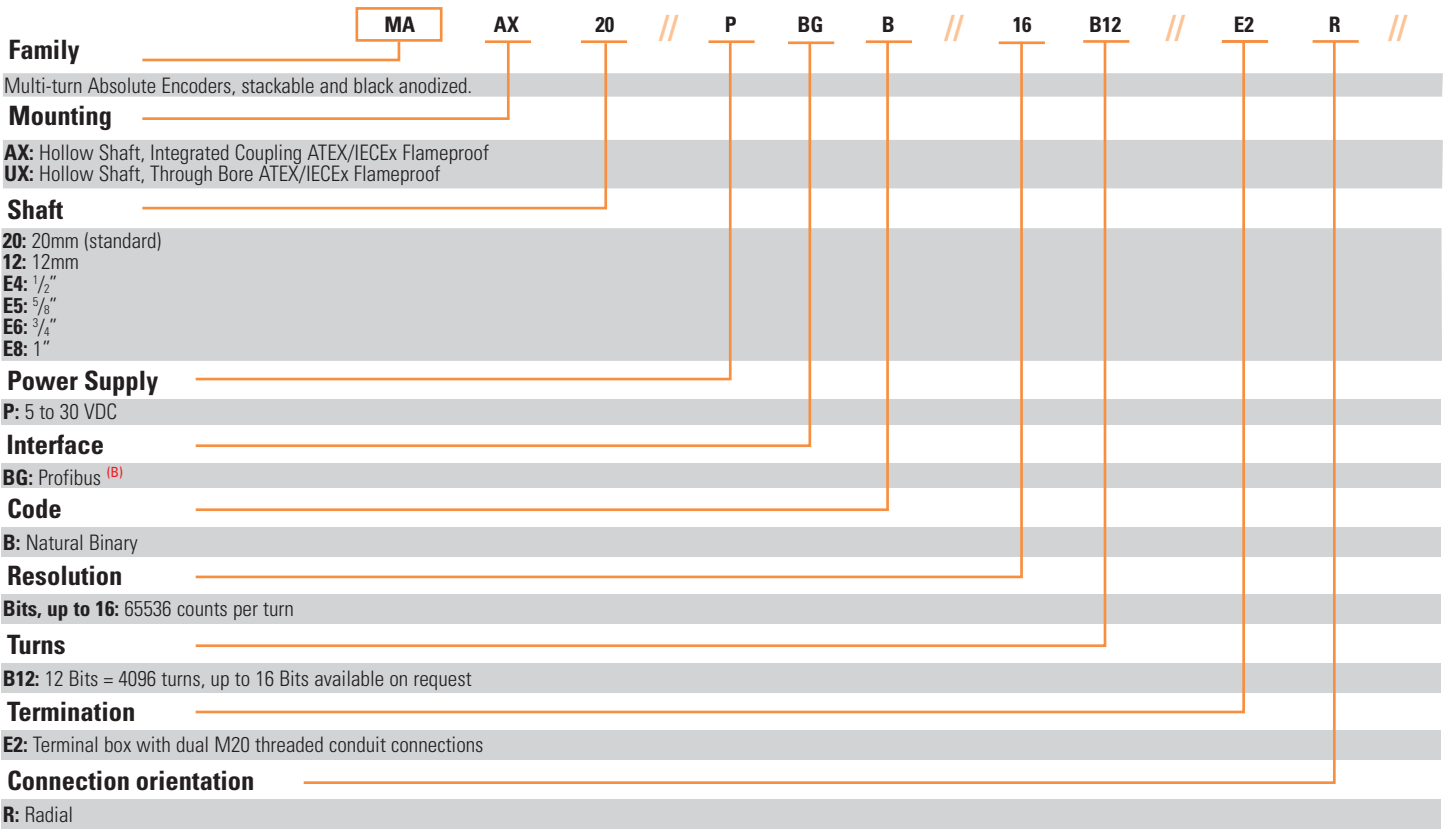 MA AX 20 // P BG B // 16 B12 // E2 R //
Family
Multi-turn Absolute Encoders, stackable and black anodized.
Mounting
AX: Hollow Shaft, Integrated Coupling ATEX/IECEx Flameproof
UX: Hollow Shaft, Through Bore ATEX/IECEx Flameproof
Shaft
20: 20mm (standard)
12: 12mm
E4: 1/2"
E5: 5/8"
E6: 3/4"
E8: 1"
Power Supply
P: 5 to 30 VDC
Interface
BG: Profibus (B)
Code
B: Natural Binary
Resolution
Bits, up to 16: 65536 counts per turn
Turns
B12: 12 Bits = 4096 turns, up to 16 Bits available on request
Termination
E2: Terminal box with dual M20 threaded conduit connections
Connection orientation
R: Radial